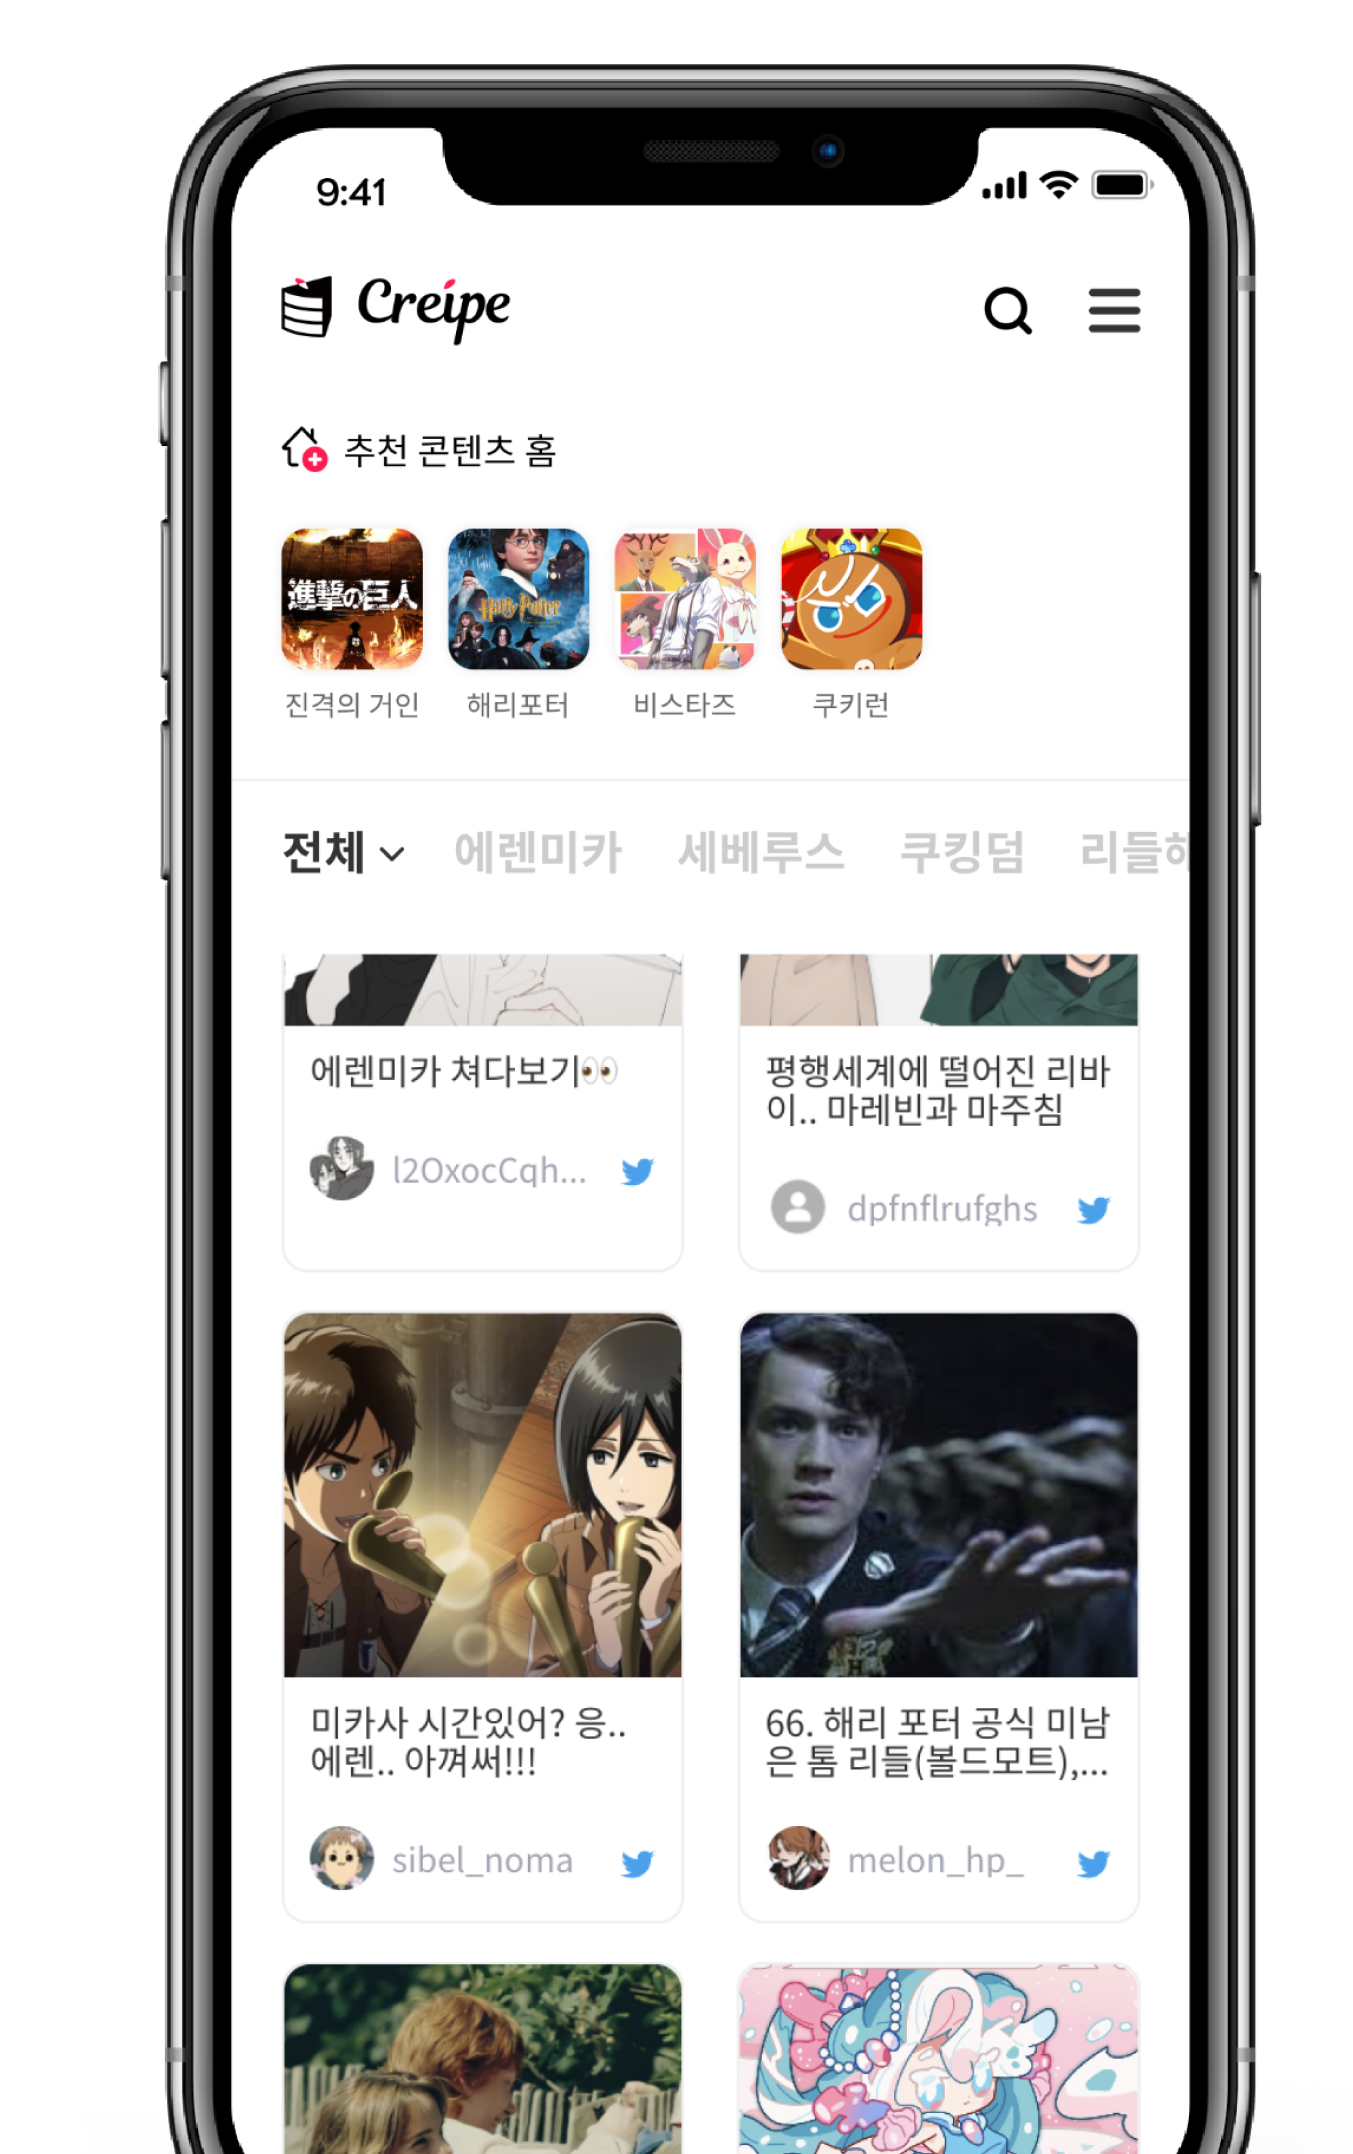 9:41
Creipe
추천 콘텐츠 홈
進撃の巨人
Harry Potter
진격의 거인
해리포터
비스타즈
쿠키런
전체
에렌미카
세베루스
쿠킹덤
리들해
에렌미카 쳐다보기👀
l2OxocCqh...
평행세계에 떨어진 리바
이.. 마레빈과 마주침
dpfnflrufghs
미카사 시간있어? 응..
에렌.. 아껴써!!!
sibel_noma
66. 해리 포터 공식 미남
은 톰 리들(볼드모트),...
melon_hp_